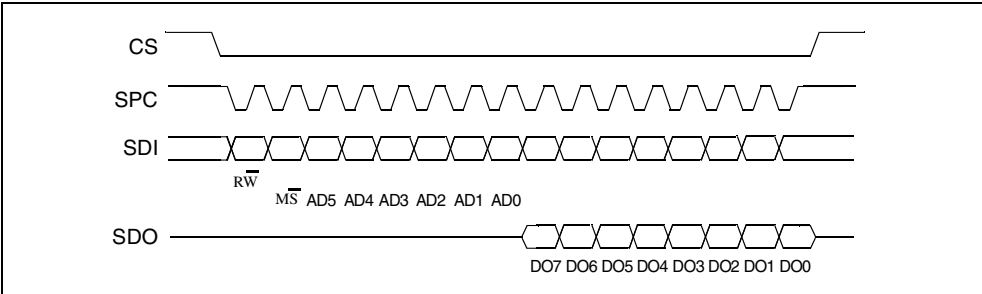 CS
SPC
SDI
RW̅
MS̅ AD5 AD4 AD3 AD2 AD1 AD0
SDO
DO7 DO6 DO5 DO4 DO3 DO2 DO1 DO0